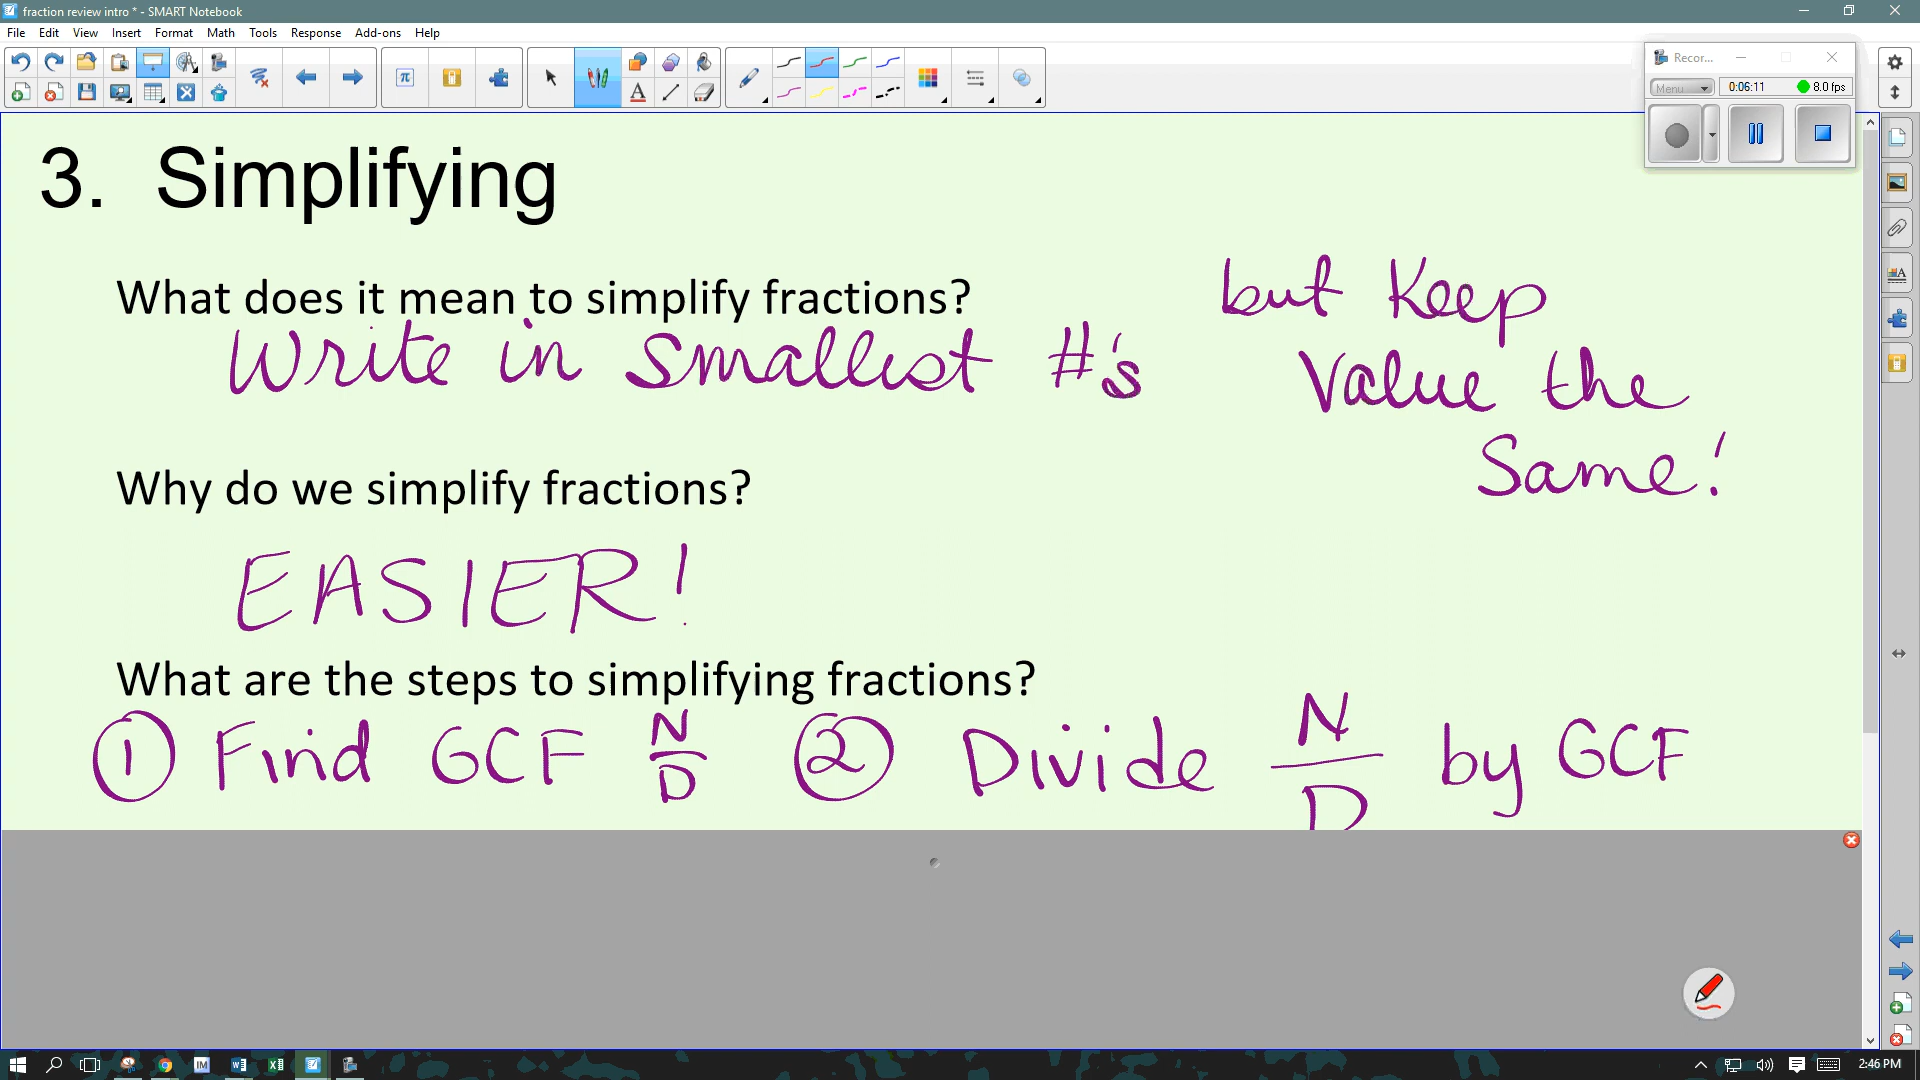 fraction review intro * - SMART Notebook
File Edit View Insert Format Math Tools Response Add-ons Help
Recor...
Menu 0:06:11 8.0 fps
3. Simplifying
What does it mean to simplify fractions?
Write in smallest #'s
but Keep
Value the
Same!
Why do we simplify fractions?
EASIER!
What are the steps to simplifying fractions?
① Find GCF N/D ② Divide N/D by GCF
2:46 PM